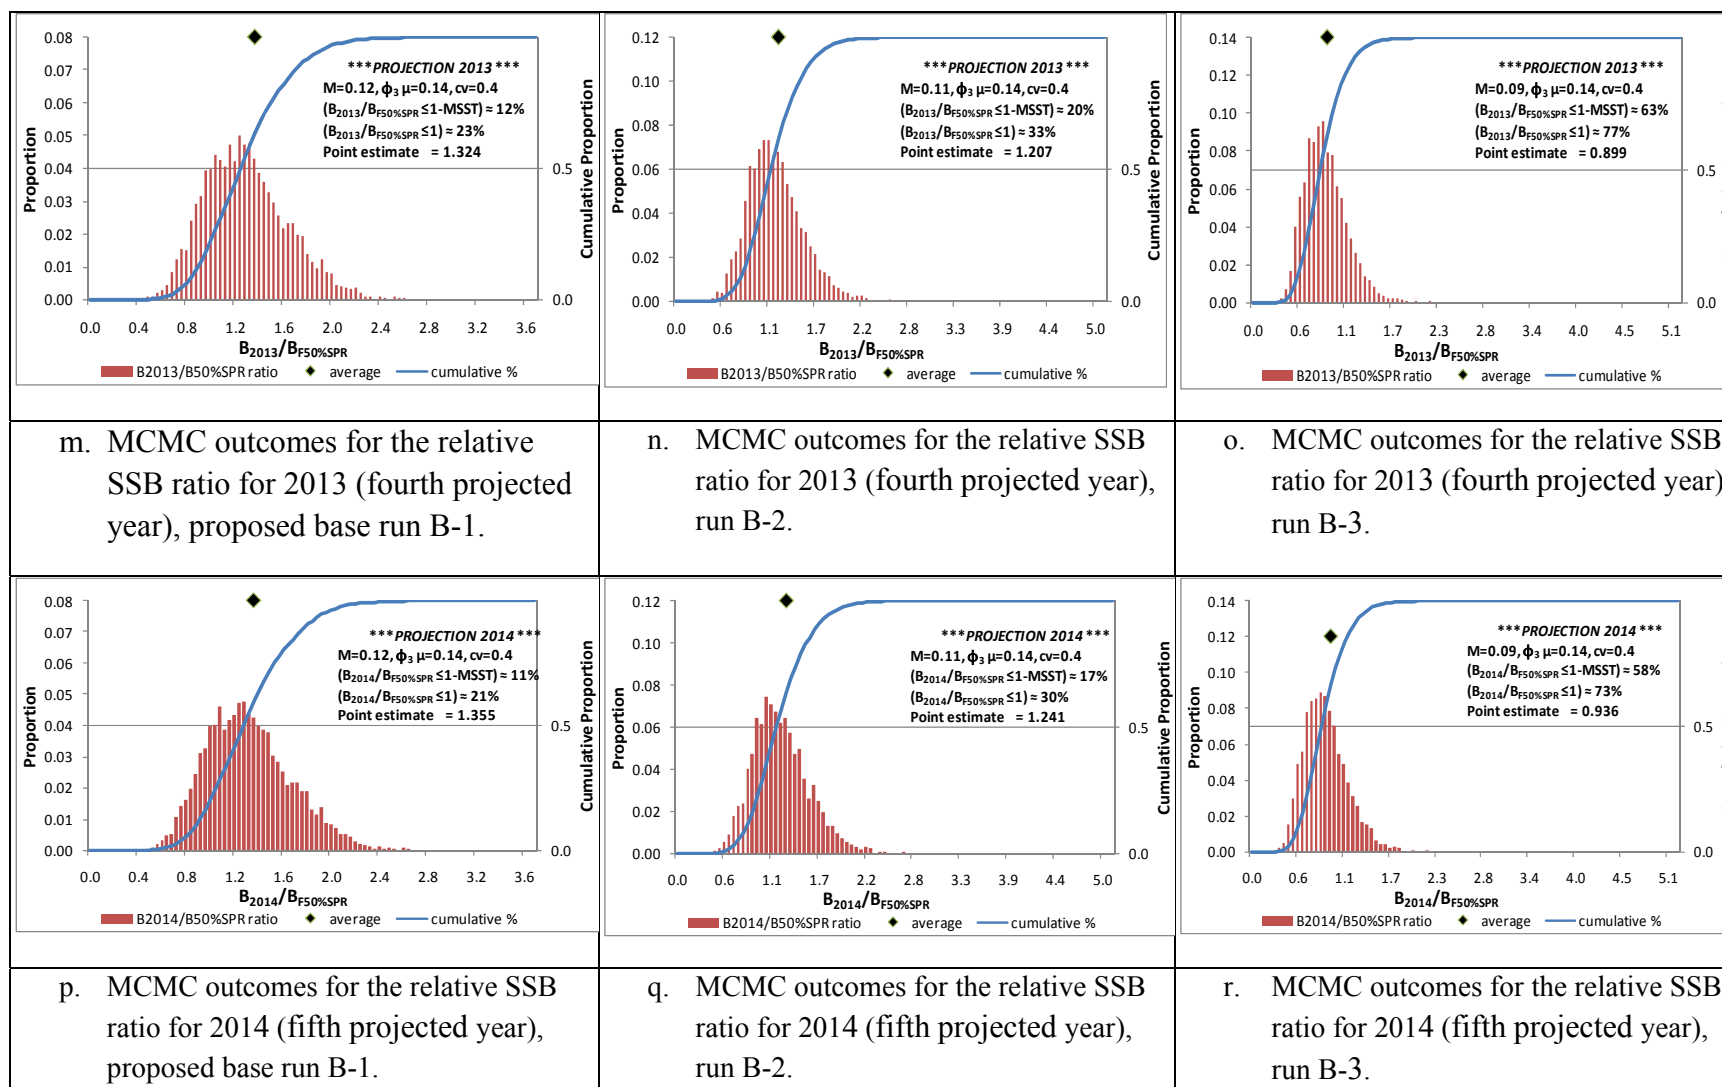 0.08
0.07
0.06
0.05
0.04
0.03
0.02
0.01
0.00
Proportion
***PROJECTION 2013 ***
M=0.12, ϕ3 μ=0.14, cv=0.4
(B2013/BF50%SPR ≤1-MSST) ≈ 12%
(B2013/BF50%SPR ≤1) ≈ 23%
Point estimate = 1.324
0.5
0.0
Cumulative Proportion
0.0 0.4 0.8 1.2 1.6 2.0 2.4 2.8 3.2 3.6
B2013/BF50%SPR
B2013/B50%SPR ratio average cumulative %
0.12
0.10
0.08
0.06
0.04
0.02
0.00
Proportion
***PROJECTION 2013 ***
M=0.11, ϕ3 μ=0.14, cv=0.4
(B2013/BF50%SPR ≤1-MSST) ≈ 20%
(B2013/BF50%SPR ≤1) ≈ 33%
Point estimate = 1.207
0.5
0.0
Cumulative Proportion
0.0 0.6 1.1 1.7 2.2 2.8 3.3 3.9 4.4 5.0
B2013/BF50%SPR
B2013/B50%SPR ratio average cumulative %
0.14
0.12
0.10
0.08
0.06
0.04
0.02
0.00
Proportion
***PROJECTION 2013 ***
M=0.09, ϕ3 μ=0.14, cv=0.4
(B2013/BF50%SPR ≤1-MSST) ≈ 63%
(B2013/BF50%SPR ≤1) ≈ 77%
Point estimate = 0.899
0.5
0.0
0.0 0.6 1.1 1.7 2.3 2.8 3.4 4.0 4.5 5.1
B2013/BF50%SPR
B2013/B50%SPR ratio average cumulative %
m. MCMC outcomes for the relative
SSB ratio for 2013 (fourth projected
year), proposed base run B-1.
n. MCMC outcomes for the relative SSB
ratio for 2013 (fourth projected year),
run B-2.
o. MCMC outcomes for the relative SSB
ratio for 2013 (fourth projected year)
run B-3.
0.08
0.07
0.06
0.05
0.04
0.03
0.02
0.01
0.00
Proportion
***PROJECTION 2014 ***
M=0.12, ϕ3 μ=0.14, cv=0.4
(B2014/BF50%SPR ≤1-MSST) ≈ 11%
(B2014/BF50%SPR ≤1) ≈ 21%
Point estimate = 1.355
0.5
0.0
Cumulative Proportion
0.0 0.4 0.8 1.2 1.6 2.0 2.4 2.8 3.2 3.6
B2014/BF50%SPR
B2014/B50%SPR ratio average cumulative %
0.12
0.10
0.08
0.06
0.04
0.02
0.00
Proportion
***PROJECTION 2014 ***
M=0.11, ϕ3 μ=0.14, cv=0.4
(B2014/BF50%SPR ≤1-MSST) ≈ 17%
(B2014/BF50%SPR ≤1) ≈ 30%
Point estimate = 1.241
0.5
0.0
Cumulative Proportion
0.0 0.6 1.1 1.7 2.2 2.8 3.3 3.9 4.4 5.0
B2014/BF50%SPR
B2014/B50%SPR ratio average cumulative %
0.14
0.12
0.10
0.08
0.06
0.04
0.02
0.00
Proportion
***PROJECTION 2014 ***
M=0.09, ϕ3 μ=0.14, cv=0.4
(B2014/BF50%SPR ≤1-MSST) ≈ 58%
(B2014/BF50%SPR ≤1) ≈ 73%
Point estimate = 0.936
0.5
0.0
0.0 0.6 1.1 1.7 2.3 2.8 3.4 4.0 4.5 5.1
B2014/BF50%SPR
B2014/B50%SPR ratio average cumulative %
p. MCMC outcomes for the relative SSB
ratio for 2014 (fifth projected year),
proposed base run B-1.
q. MCMC outcomes for the relative SSB
ratio for 2014 (fifth projected year),
run B-2.
r. MCMC outcomes for the relative SSB
ratio for 2014 (fifth projected year),
run B-3.